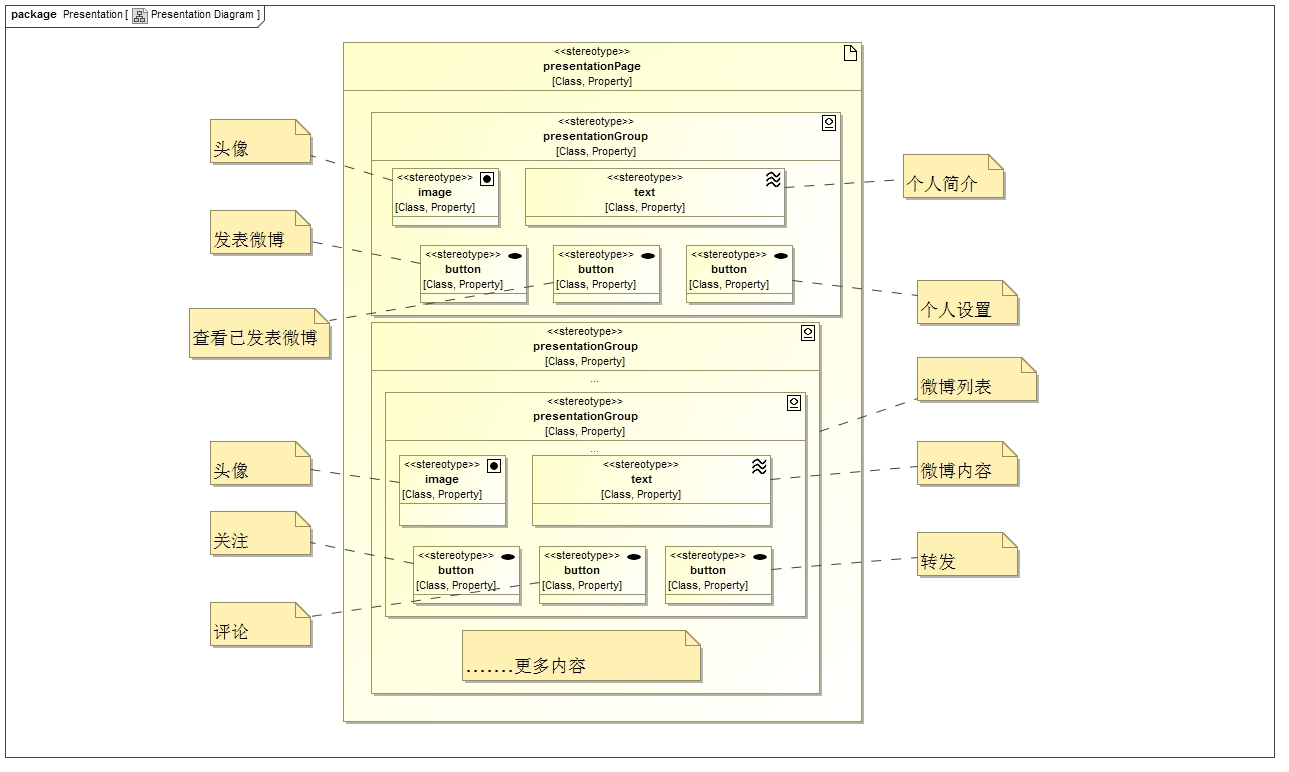 package Presentation [ Presentation Diagram ]
<<stereotype>>
presentationPage
[Class, Property]
<<stereotype>>
presentationGroup
[Class, Property]
头像
<<stereotype>>
image
[Class, Property]
<<stereotype>>
text
[Class, Property]
个人简介
发表微博
<<stereotype>>
button
[Class, Property]
<<stereotype>>
button
[Class, Property]
<<stereotype>>
button
[Class, Property]
个人设置
查看已发表微博
<<stereotype>>
presentationGroup
[Class, Property]
...
微博列表
<<stereotype>>
presentationGroup
[Class, Property]
...
头像
<<stereotype>>
image
[Class, Property]
<<stereotype>>
text
[Class, Property]
微博内容
关注
<<stereotype>>
button
[Class, Property]
<<stereotype>>
button
[Class, Property]
<<stereotype>>
button
[Class, Property]
转发
评论
.......更多内容